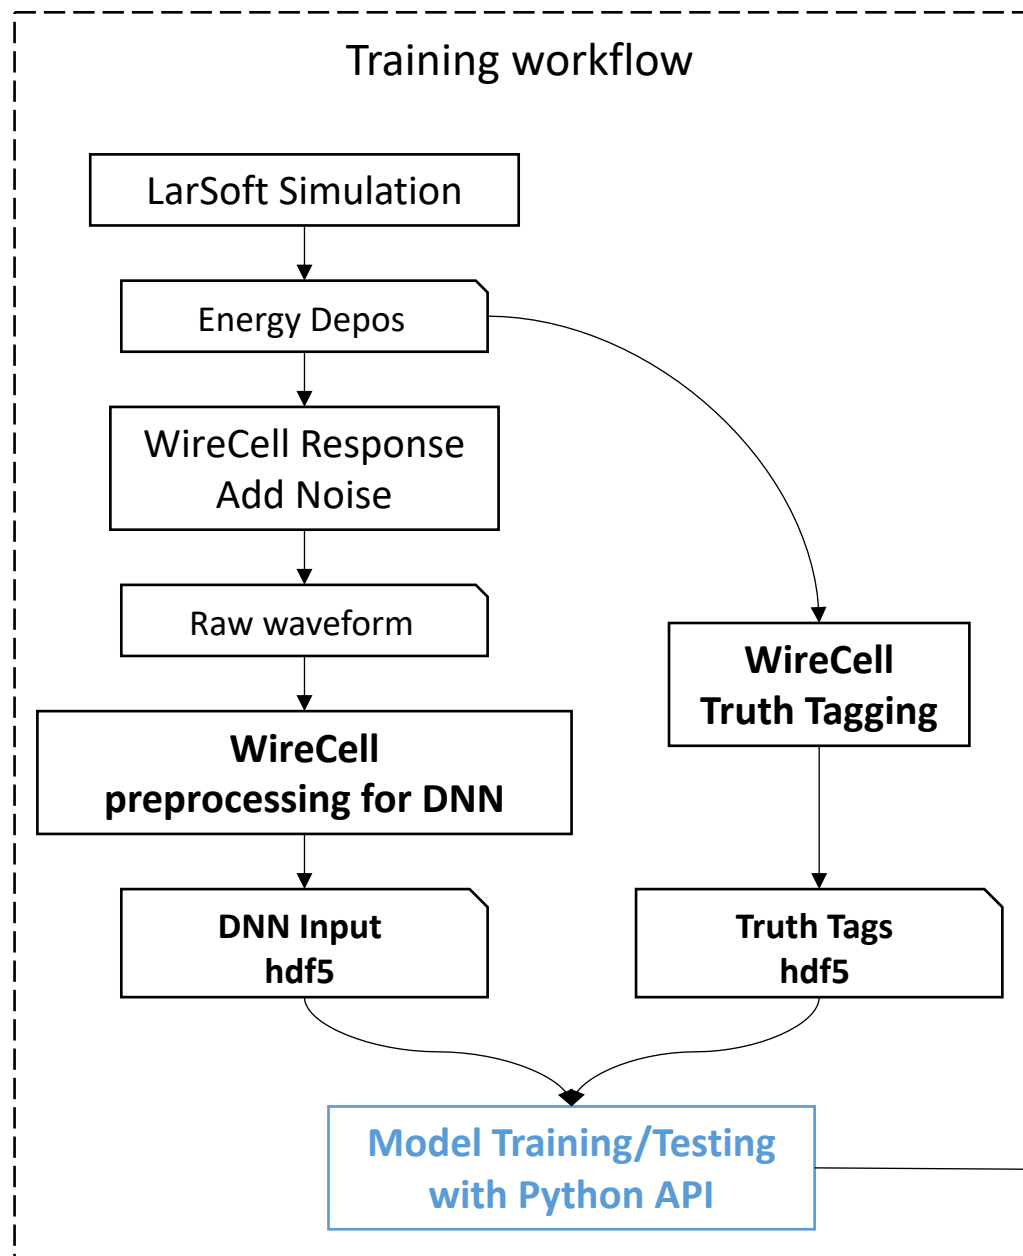 Training workflow
LarSoft Simulation
Energy Depos
WireCell Response
Add Noise
Raw waveform
WireCell
Truth Tagging
WireCell
preprocessing for DNN
DNN Input
hdf5
Truth Tags
hdf5
Model Training/Testing
with Python API